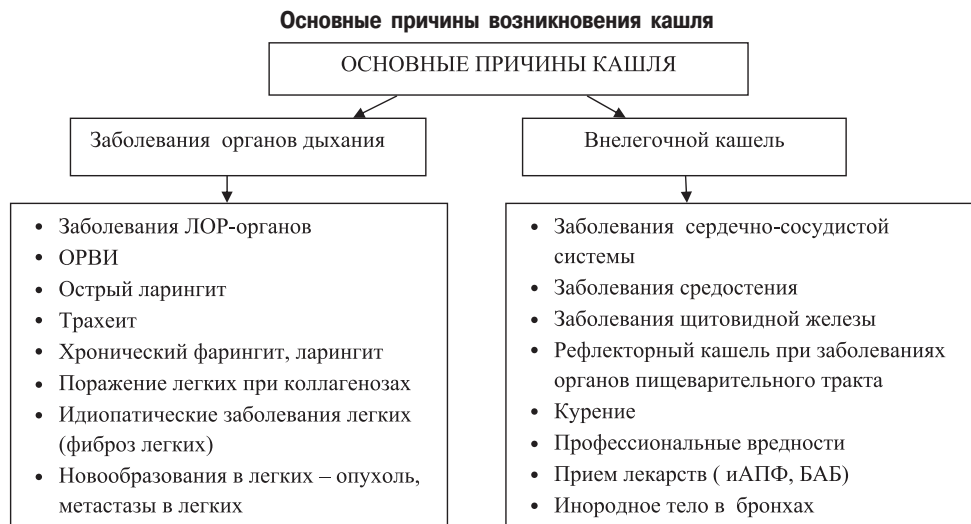 Основные причины возникновения кашля
ОСНОВНЫЕ ПРИЧИНЫ КАШЛЯ
Заболевания органов дыхания
Внелегочной кашель
• Заболевания ЛОР-органов
• ОРВИ
• Острый ларингит
• Трахеит
• Хронический фарингит, ларингит
• Поражение легких при коллагенозах
• Идиопатические заболевания легких
(фиброз легких)
• Новообразования в легких – опухоль,
метастазы в легких
• Заболевания сердечно-сосудистой
системы
• Заболевания средостения
• Заболевания щитовидной железы
• Рефлекторный кашель при заболеваниях
органов пищеварительного тракта
• Курение
• Профессиональные вредности
• Прием лекарств ( иАПФ, БАБ)
• Инородное тело в бронхах